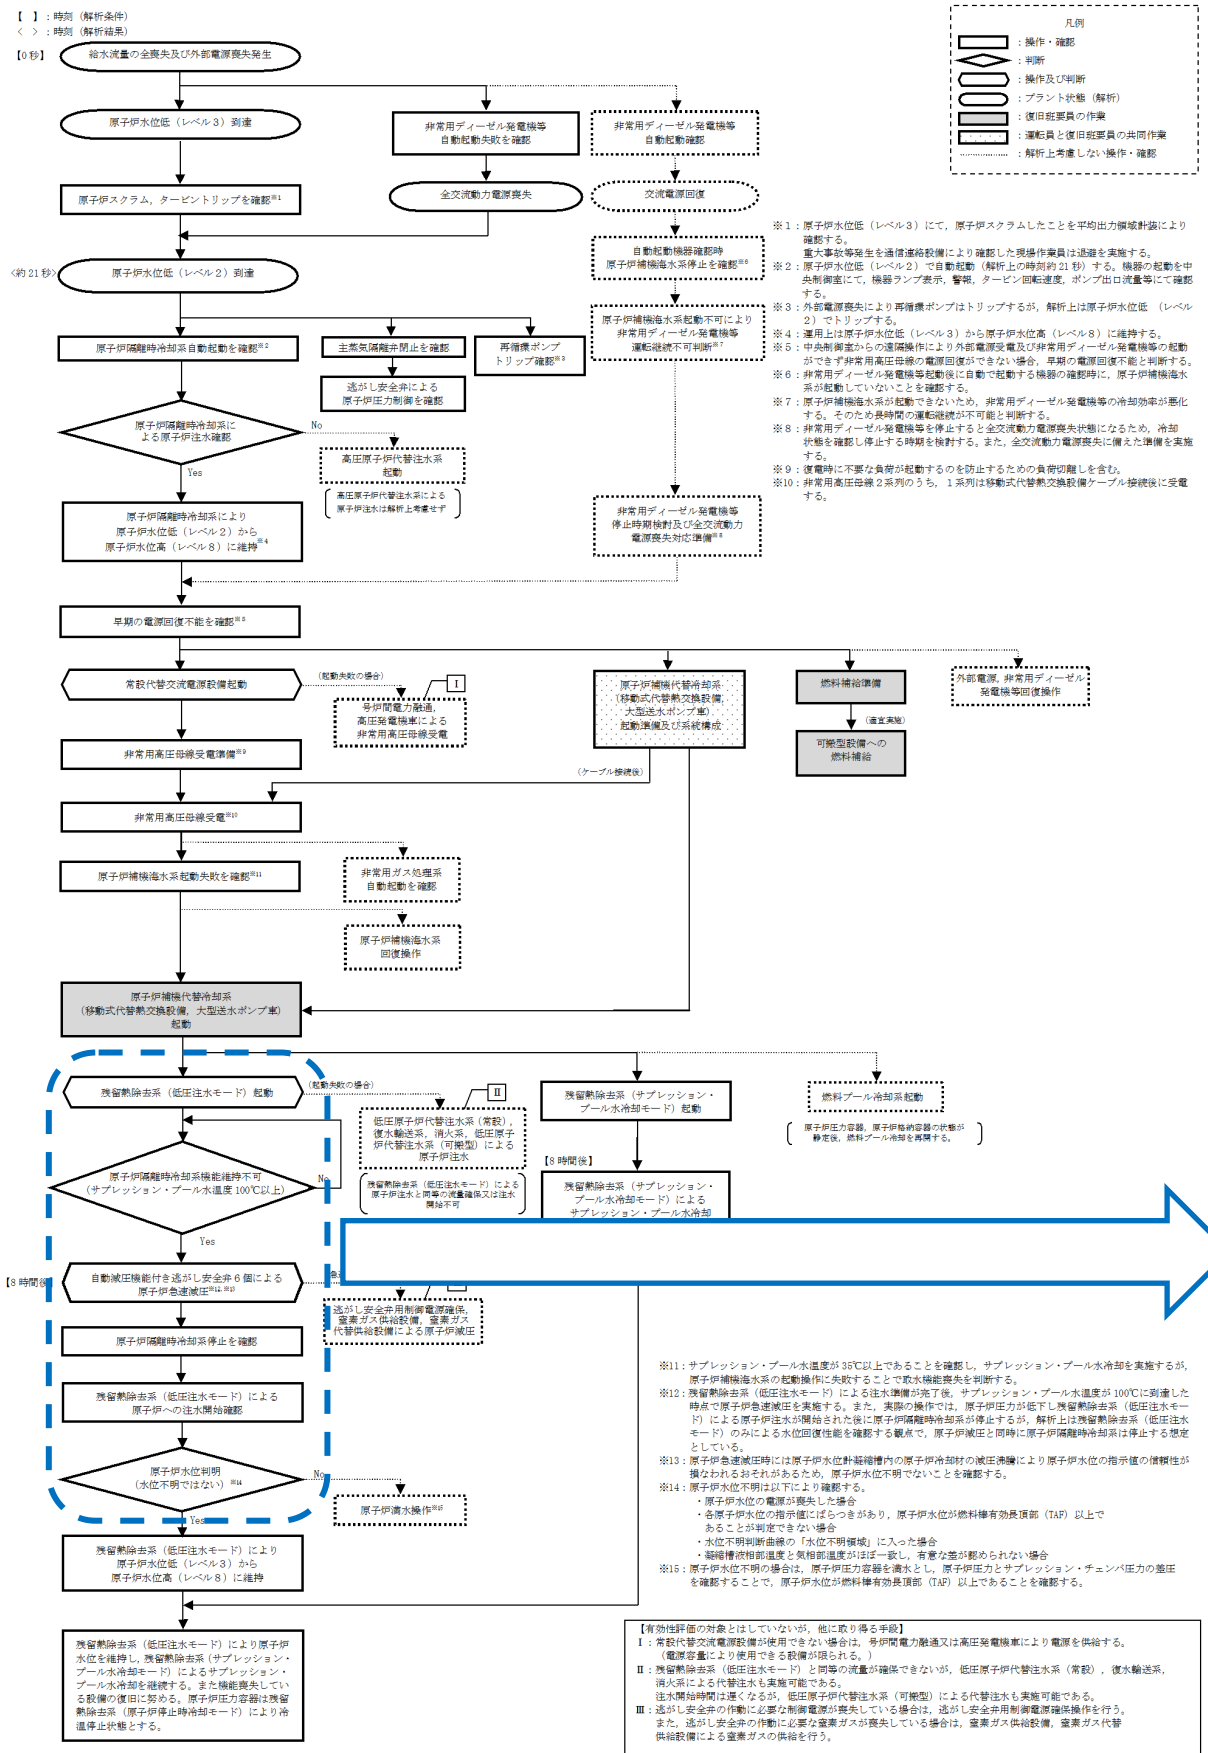 【　】：時刻（解析条件）
＜　＞：時刻（解析結果）
【0秒】
給水流量の全喪失及び外部電源喪失発生
凡例
：操作・確認
：判断
：操作及び判断
：プラント状態（解析）
：復旧班要員の作業
：運転員と復旧班要員の共同作業
：解析上考慮しない操作・確認
原子炉水位低（レベル３）到達
非常用ディーゼル発電機等
自動起動失敗を確認
非常用ディーゼル発電機等
自動起動確認
原子炉スクラム，タービントリップを確認※1
全交流動力電源喪失
交流電源回復
自動起動機器確認時
原子炉補機海水系停止を確認※6
＜約21秒＞
原子炉水位低（レベル２）到達
原子炉補機海水系起動不可により
非常用ディーゼル発電機等
運転継続不可判断※7
原子炉隔離時冷却系自動起動を確認※2
主蒸気隔離弁閉止を確認
再循環ポンプ
トリップ確認※3
逃がし安全弁による
原子炉圧力制御を確認
原子炉隔離時冷却系に
よる原子炉注水確認
No
Yes
高圧原子炉代替注水系
起動
高圧原子炉代替注水系による
原子炉注水は解析上考慮せず
原子炉隔離時冷却系により
原子炉水位低（レベル２）から
原子炉水位高（レベル８）に維持※4
非常用ディーゼル発電機等
停止時期検討及び全交流動力
電源喪失対応準備※8
※１：原子炉水位低（レベル３）にて，原子炉スクラムしたことを平均出力領域計装により
確認する。
重大事故等発生を通信連絡設備により確認した現場作業員は退避を実施する。
※２：原子炉水位低（レベル２）で自動起動（解析上の時刻約21秒）する。機器の起動を中
央制御室にて，機器ランプ表示，警報，タービン回転速度，ポンプ出口流量等にて確認
する。
※３：外部電源喪失により再循環ポンプはトリップするが，解析上は原子炉水位低　（レベル
２）でトリップする。
※４：運用上は原子炉水位低（レベル３）から原子炉水位高（レベル８）に維持する。
※５：中央制御室からの遠隔操作により外部電源受電及び非常用ディーゼル発電機等の起動
ができず非常用高圧母線の電源回復ができない場合，早期の電源回復不能と判断する。
※６：非常用ディーゼル発電機等起動後に自動で起動する機器の確認時に，原子炉補機海水
系が起動していないことを確認する。
※７：原子炉補機海水系が起動できないため，非常用ディーゼル発電機等の冷却効率が悪化
する。そのため長時間の運転継続が不可能と判断する。
※８：非常用ディーゼル発電機等を停止すると全交流動力電源喪失状態になるため，冷却
状態を確認し停止する時期を検討する。また，全交流動力電源喪失に備えた準備を実施
する。
※９：復電時に不要な負荷が起動するのを防止するための負荷切離しを含む。
※10：非常用高圧母線２系列のうち，１系列は移動式代替熱交換設備ケーブル接続後に受電
する。
早期の電源回復不能を確認※5
常設代替交流電源設備起動
（起動失敗の場合）
Ⅰ
号炉間電力融通，
高圧発電機車による
非常用高圧母線受電
原子炉補機代替冷却系
（移動式代替熱交換設備，
大型送水ポンプ車）
起動準備及び系統構成
燃料補給準備
（適宜実施）
可搬型設備への
燃料補給
外部電源，非常用ディーゼル
発電機等回復操作
非常用高圧母線受電準備※9
（ケーブル接続後）
非常用高圧母線受電※10
原子炉補機海水系起動失敗を確認※11
非常用ガス処理系
自動起動を確認
原子炉補機海水系
回復操作
原子炉補機代替冷却系
（移動式代替熱交換設備，大型送水ポンプ車）
起動
残留熱除去系（低圧注水モード）起動
（起動失敗の場合）
Ⅱ
低圧原子炉代替注水系（常設），
復水輸送系，消火系，低圧原子
炉代替注水系（可搬型）による
原子炉注水
残留熱除去系（低圧注水モード）による
原子炉注水と同等の流量確保又は注水
開始不可
残留熱除去系（サプレッション・
プール水冷却モード）起動
【8時間後】
残留熱除去系（サプレッション・
プール水冷却モード）による
サプレッション・プール水冷却
燃料プール冷却系起動
原子炉圧力容器，原子炉格納容器の状態が
静定後，燃料プール冷却を再開する。
原子炉隔離時冷却系機能維持不可
（サプレッション・プール水温度100℃以上）
No
Yes
【8時間後】
自動減圧機能付き逃がし安全弁６個による
原子炉急速減圧※12,※13
逃がし安全弁用制御電源確保，
窒素ガス供給設備，窒素ガス
代替供給設備による原子炉減圧
原子炉隔離時冷却系停止を確認
残留熱除去系（低圧注水モード）による
原子炉への注水開始確認
原子炉水位判明
（水位不明ではない）※14
No
Yes
原子炉満水操作※15
残留熱除去系（低圧注水モード）により
原子炉水位低（レベル３）から
原子炉水位高（レベル８）に維持
残留熱除去系（低圧注水モード）により原子炉
水位を維持し，残留熱除去系（サプレッション・
プール水冷却モード）によるサプレッション・
プール水冷却を継続する。また機能喪失してい
る設備の復旧に努める。原子炉圧力容器は残留
熱除去系（原子炉停止時冷却モード）により冷
温停止状態とする。
※11：サプレッション・プール水温度が35℃以上であることを確認し，サプレッション・プール水冷却を実施するが，
原子炉補機海水系の起動操作に失敗することで取水機能喪失を判断する。
※12：残留熱除去系（低圧注水モード）による注水準備が完了後，サプレッション・プール水温度が100℃に到達した
時点で原子炉急速減圧を実施する。また，実際の操作では，原子炉圧力が低下し残留熱除去系（低圧注水モー
ド）による原子炉注水が開始された後に原子炉隔離時冷却系が停止するが，解析上は残留熱除去系（低圧注水
モード）のみによる水位回復性能を確認する観点で，原子炉減圧と同時に原子炉隔離時冷却系は停止する想定
としている。
※13：原子炉急速減圧時には原子炉水位計凝縮槽内の原子炉冷却材の減圧沸騰により原子炉水位の指示値の信頼性が
損なわれるおそれがあるため，原子炉水位不明でないことを確認する。
※14：原子炉水位不明は以下により確認する。
・原子炉水位の電源が喪失した場合
・各原子炉水位の指示値にばらつきがあり，原子炉水位が燃料棒有効長頂部（TAF）以上で
あることが判定できない場合
・水位不明判断曲線の「水位不明領域」に入った場合
・凝縮槽液相部温度と気相部温度がほぼ一致し，有意な差が認められない場合
※15：原子炉水位不明の場合は，原子炉圧力容器を満水とし，原子炉圧力とサプレッション・チェンバ圧力の差圧
を確認することで，原子炉水位が燃料棒有効長頂部（TAF）以上であることを確認する。
【有効性評価の対象とはしていないが，他に取り得る手段】
Ⅰ：常設代替交流電源設備が使用できない場合は，号炉間電力融通又は高圧発電機車により電源を供給する。
（電源容量により使用できる設備が限られる。）
Ⅱ：残留熱除去系（低圧注水モード）と同等の流量が確保できないが，低圧原子炉代替注水系（常設），復水輸送系，
消火系による代替注水も実施可能である。
注水開始時間は遅くなるが，低圧原子炉代替注水系（可搬型）による代替注水も実施可能である。
Ⅲ：逃がし安全弁の作動に必要な制御電源が喪失している場合は，逃がし安全弁用制御電源確保操作を行う。
また，逃がし安全弁の作動に必要な窒素ガスが喪失している場合は，窒素ガス供給設備，窒素ガス代替
供給設備による窒素ガスの供給を行う。